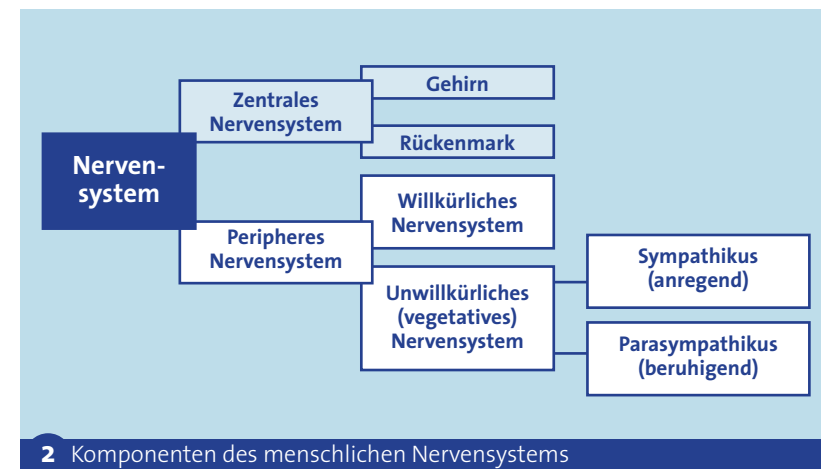 Nerven-
system
Zentrales
Nervensystem
Gehirn
Rückenmark
Peripheres
Nervensystem
Willkürliches
Nervensystem
Unwillkürliches
(vegetatives)
Nervensystem
Sympathikus
(anregend)
Parasympathikus
(beruhigend)
2 Komponenten des menschlichen Nervensystems